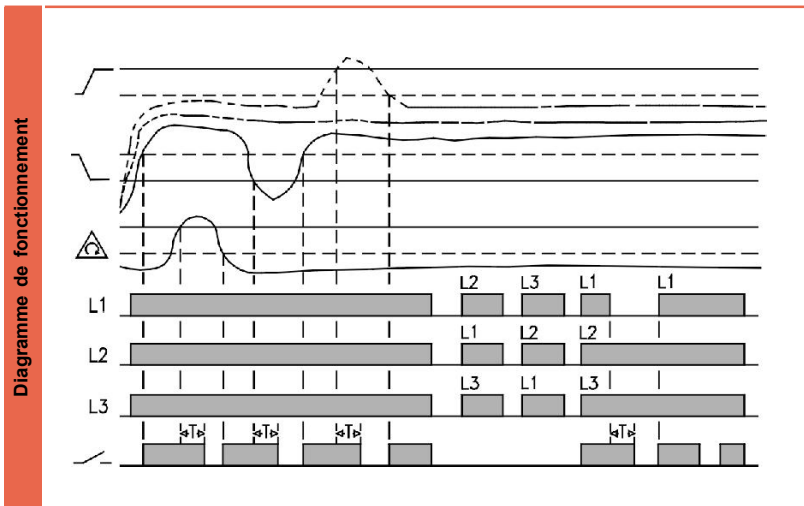 Diagramme de fonctionnement
L2 L3 L1 L1
L1
L1 L2 L2
L2
L3 L1 L3
L3
T T T T